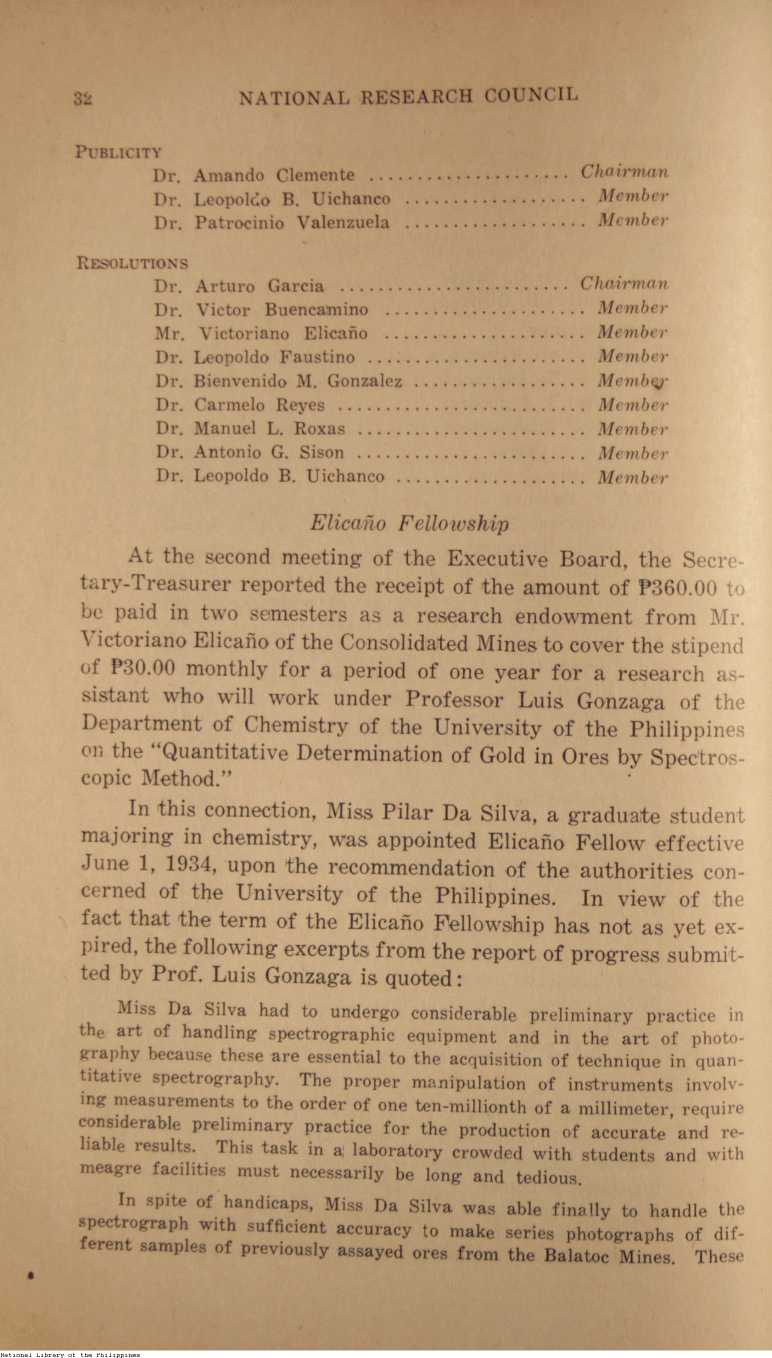 32 NATIONAL RESEARCH COUNCIL
PUBLICITY
Dr. Amando Clemente ..................... Chairman
Dr. Leopoldo B. Uichanco ................... Member
Dr. Patrocinio Valenzuela ................... Member
RESOLUTIONS
Dr. Arturo Garcia ........................ Chairman
Dr. Victor Buencamino ..................... Member
Mr. Victoriano Elicaño ..................... Member
Dr. Leopoldo Faustino ....................... Member
Dr. Bienvenido M. Gonzalez .................. Member
Dr. Carmelo Reyes .......................... Member
Dr. Manuel L. Roxas ........................ Member
Dr. Antonio G. Sison ........................ Member
Dr. Leopoldo B. Uichanco .................... Member
Elicaño Fellowship
At the second meeting of the Executive Board, the Secre-
tary-Treasurer reported the receipt of the amount of ₱360.00 to
be paid in two semesters as a research endowment from Mr.
Victoriano Elicaño of the Consolidated Mines to cover the stipend
of ₱30.00 monthly for a period of one year for a research as-
sistant who will work under Professor Luis Gonzaga of the
Department of Chemistry of the University of the Philippines
on the “Quantitative Determination of Gold in Ores by Spectros-
copic Method.”
In this connection, Miss Pilar Da Silva, a graduate student
majoring in chemistry, was appointed Elicaño Fellow effective
June 1, 1934, upon the recommendation of the authorities con-
cerned of the University of the Philippines. In view of the
fact that the term of the Elicaño Fellowship has not as yet ex-
pired, the following excerpts from the report of progress submit-
ted by Prof. Luis Gonzaga is quoted:
Miss Da Silva had to undergo considerable preliminary practice in
the art of handling spectrographic equipment and in the art of photo-
graphy because these are essential to the acquisition of technique in quan-
titative spectrography. The proper manipulation of instruments involv-
ing measurements to the order of one ten-millionth of a millimeter, require
considerable preliminary practice for the production of accurate and re-
liable results. This task in a laboratory crowded with students and with
meagre facilities must necessarily be long and tedious.
In spite of handicaps, Miss Da Silva was able finally to handle the
spectrograph with sufficient accuracy to make series photographs of dif-
ferent samples of previously assayed ores from the Balatoc Mines. These
National Library of the Philippines